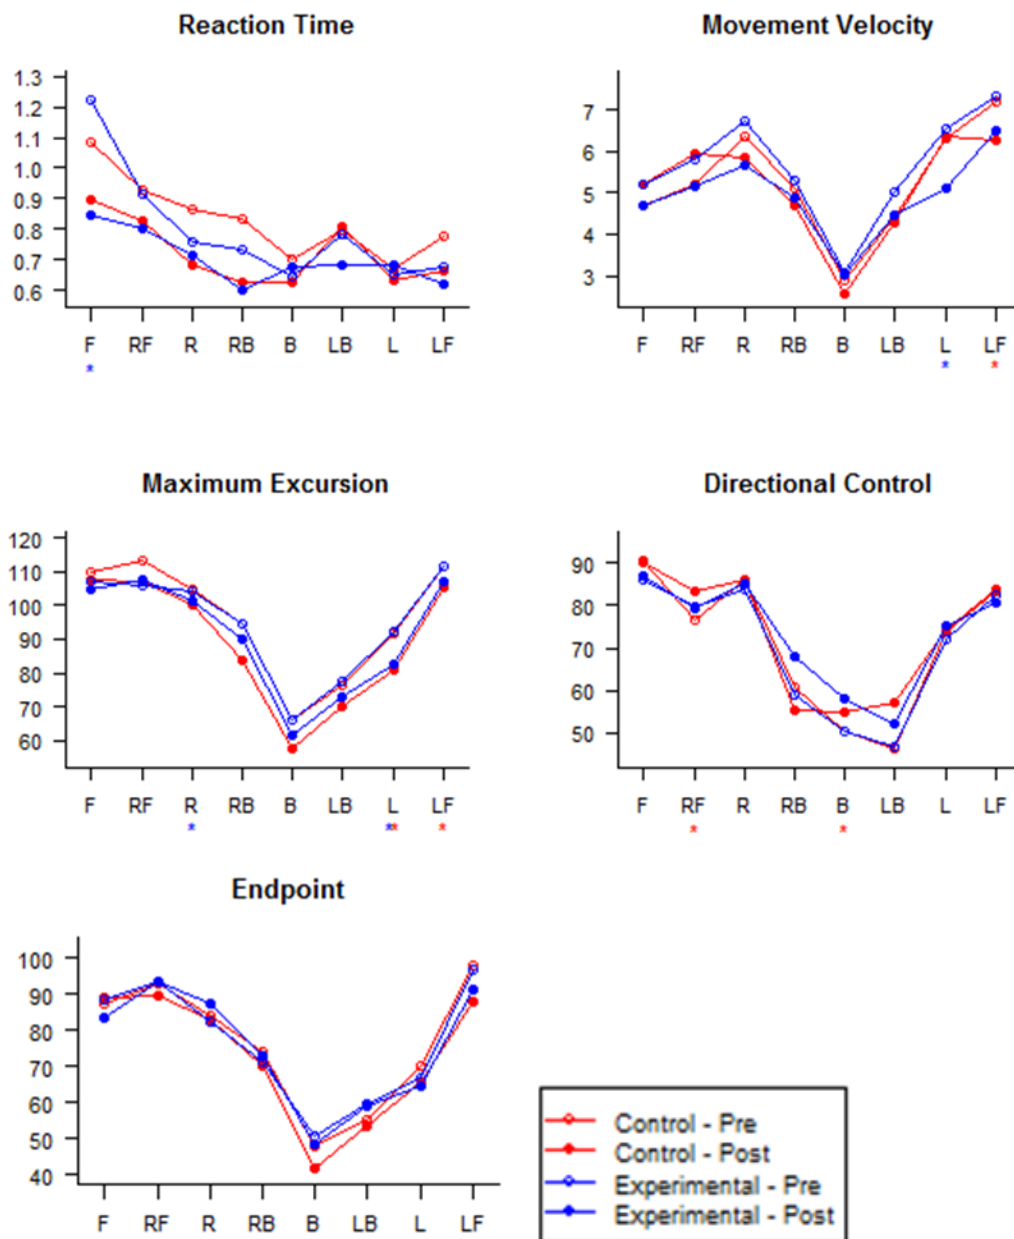 Reaction Time
1.3
1.2
1.1
1.0
0.9
0.8
0.7
0.6
F RF R RB B LB L LF
*
Movement Velocity
7
6
5
4
3
F RF R RB B LB L LF
* *
Maximum Excursion
120
110
100
90
80
70
60
F RF R RB B LB L LF
* ** *
Directional Control
90
80
70
60
50
F RF R RB B LB L LF
* *
Endpoint
100
90
80
70
60
50
40
F RF R RB B LB L LF
Control - Pre
Control - Post
Experimental - Pre
Experimental - Post